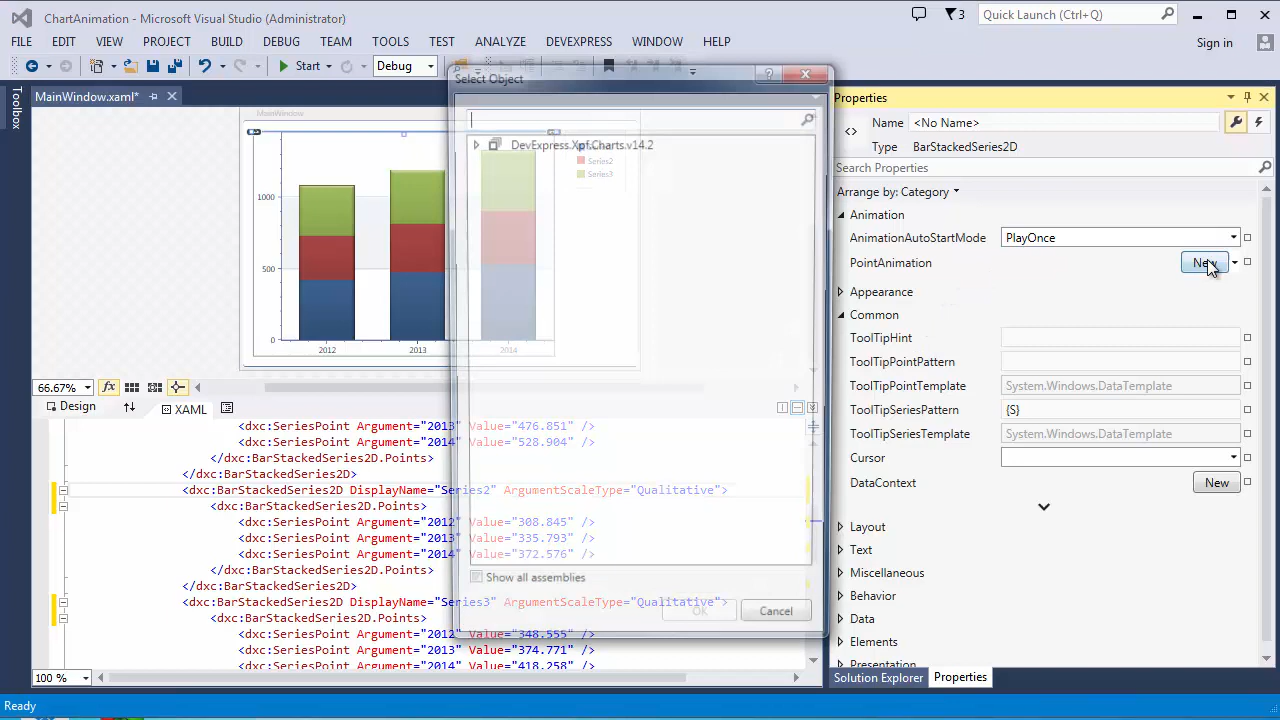 ChartAnimation - Microsoft Visual Studio (Administrator)
3
Quick Launch (Ctrl+Q)
FILE EDIT VIEW PROJECT BUILD DEBUG TEAM TOOLS TEST ANALYZE DEVEXPRESS WINDOW HELP
Sign in
Start
Debug
Toolbox
MainWindow.xaml*
MainWindow
Select Object
DevExpress.Xpf.Charts.v14.2
Series2
Series3
1000
500
0
2012 2013 2014
Show all assemblies
OK
Cancel
66.67%
fx
Design
XAML
<dxc:SeriesPoint Argument="2013" Value="476.851" />
<dxc:SeriesPoint Argument="2014" Value="528.904" />
</dxc:BarStackedSeries2D.Points>
</dxc:BarStackedSeries2D>
<dxc:BarStackedSeries2D DisplayName="Series2" ArgumentScaleType="Qualitative">
<dxc:BarStackedSeries2D.Points>
<dxc:SeriesPoint Argument="2012" Value="308.845" />
<dxc:SeriesPoint Argument="2013" Value="335.793" />
<dxc:SeriesPoint Argument="2014" Value="372.576" />
</dxc:BarStackedSeries2D.Points>
</dxc:BarStackedSeries2D>
<dxc:BarStackedSeries2D DisplayName="Series3" ArgumentScaleType="Qualitative">
<dxc:BarStackedSeries2D.Points>
<dxc:SeriesPoint Argument="2012" Value="348.555" />
<dxc:SeriesPoint Argument="2013" Value="374.771" />
<dxc:SeriesPoint Argument="2014" Value="418.258" />
100 %
Properties
Name <No Name>
Type BarStackedSeries2D
Search Properties
Arrange by: Category
Animation
AnimationAutoStartMode PlayOnce
PointAnimation New
Appearance
Common
ToolTipHint
ToolTipPointPattern
ToolTipPointTemplate System.Windows.DataTemplate
ToolTipSeriesPattern {S}
ToolTipSeriesTemplate System.Windows.DataTemplate
Cursor
DataContext New
Layout
Text
Miscellaneous
Behavior
Data
Elements
Presentation
Solution Explorer Properties
Ready